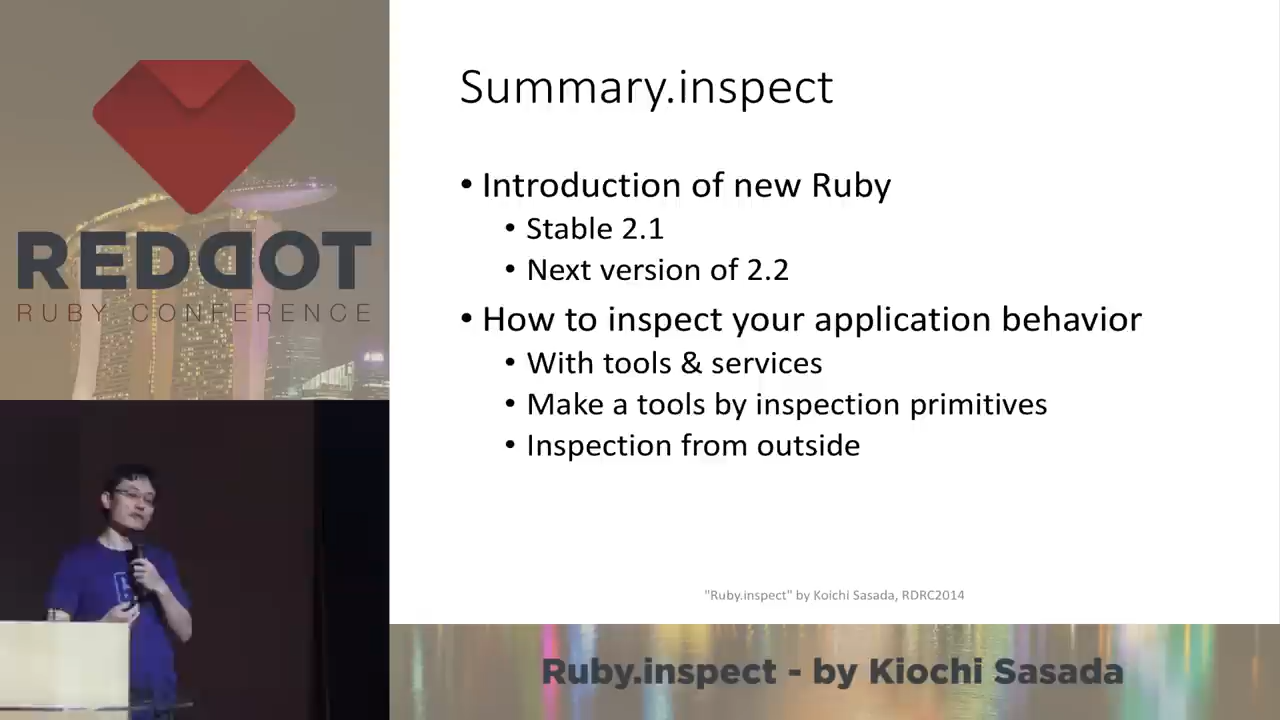 REDDOT
RUBY CONFERENCE
Summary.inspect
• Introduction of new Ruby
• Stable 2.1
• Next version of 2.2
• How to inspect your application behavior
• With tools & services
• Make a tools by inspection primitives
• Inspection from outside
"Ruby.inspect" by Koichi Sasada, RDRC2014
Ruby.inspect - by Kiochi Sasada